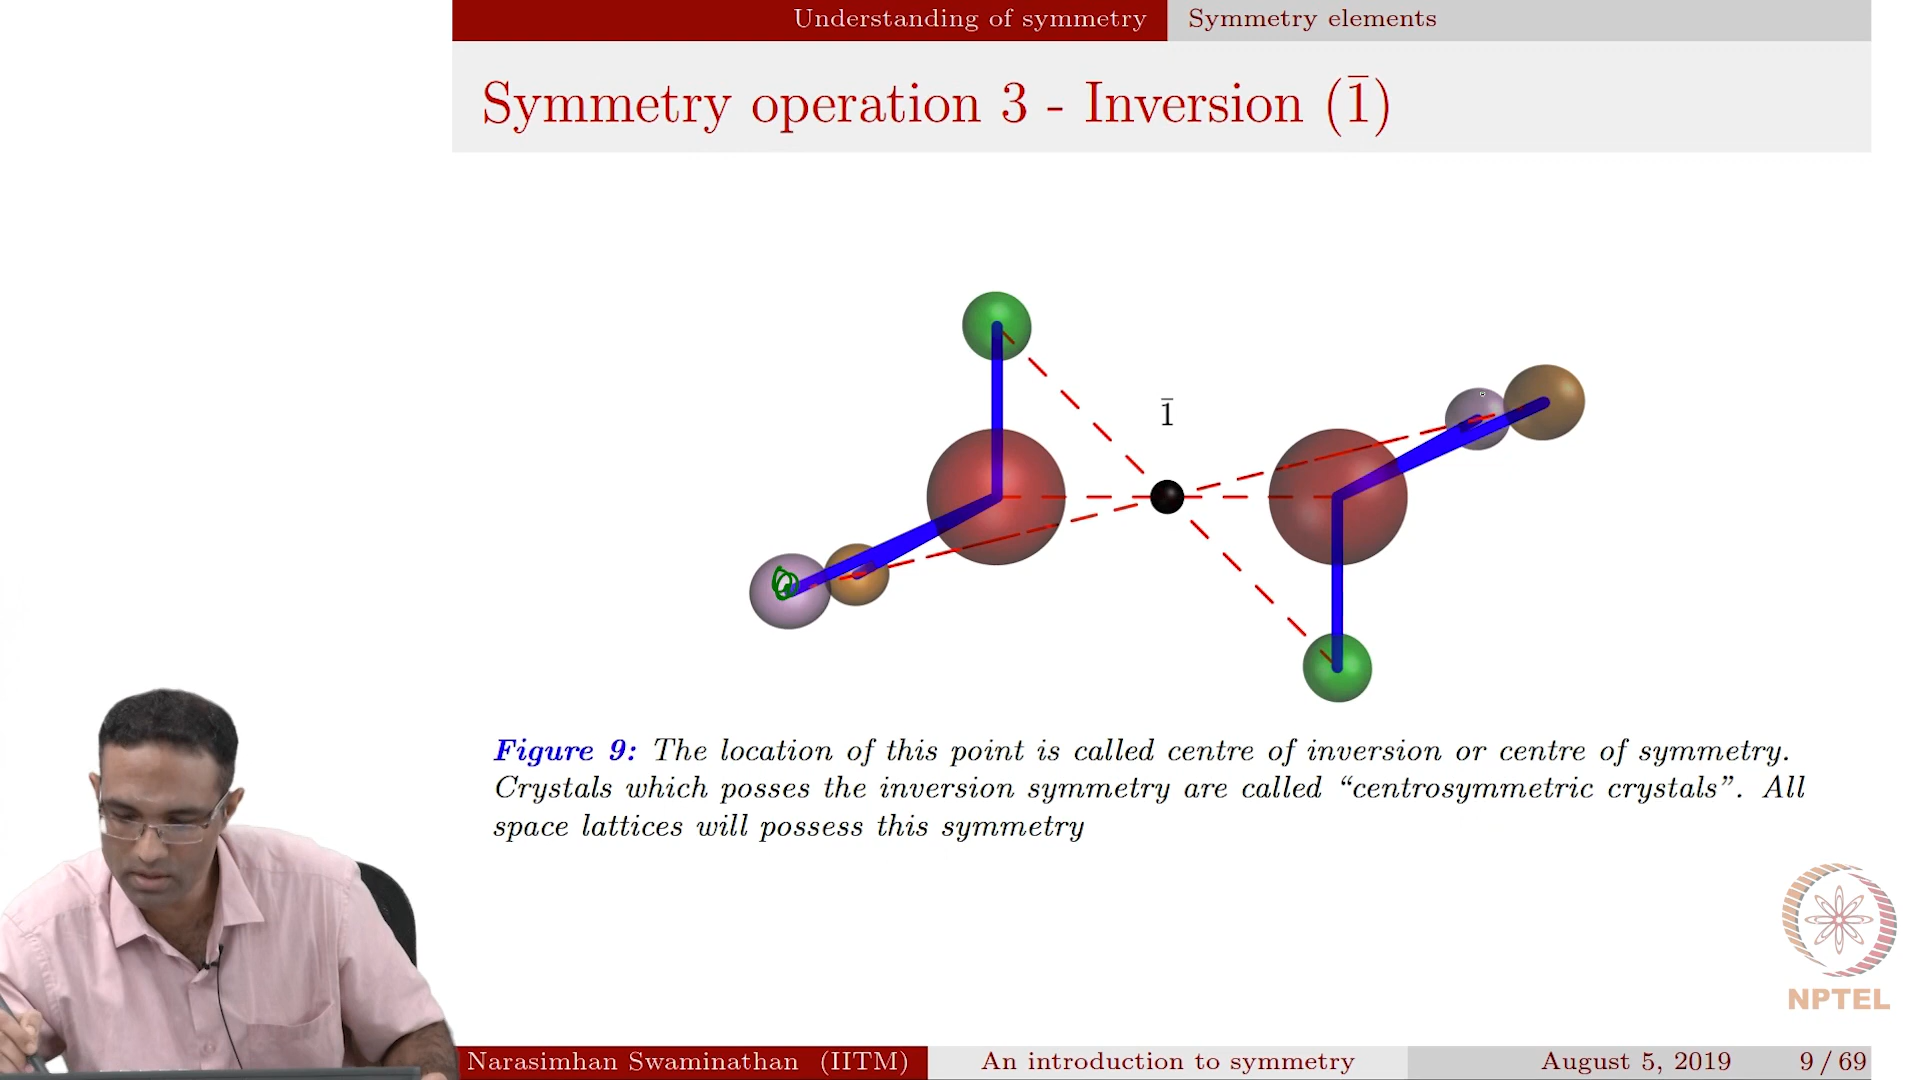 Understanding of symmetry Symmetry elements
Symmetry operation 3 - Inversion (1̄)
1̄
Figure 9: The location of this point is called centre of inversion or centre of symmetry.
Crystals which posses the inversion symmetry are called “centrosymmetric crystals”. All
space lattices will possess this symmetry
NPTEL
Narasimhan Swaminathan (IITM) An introduction to symmetry August 5, 2019 9 / 69